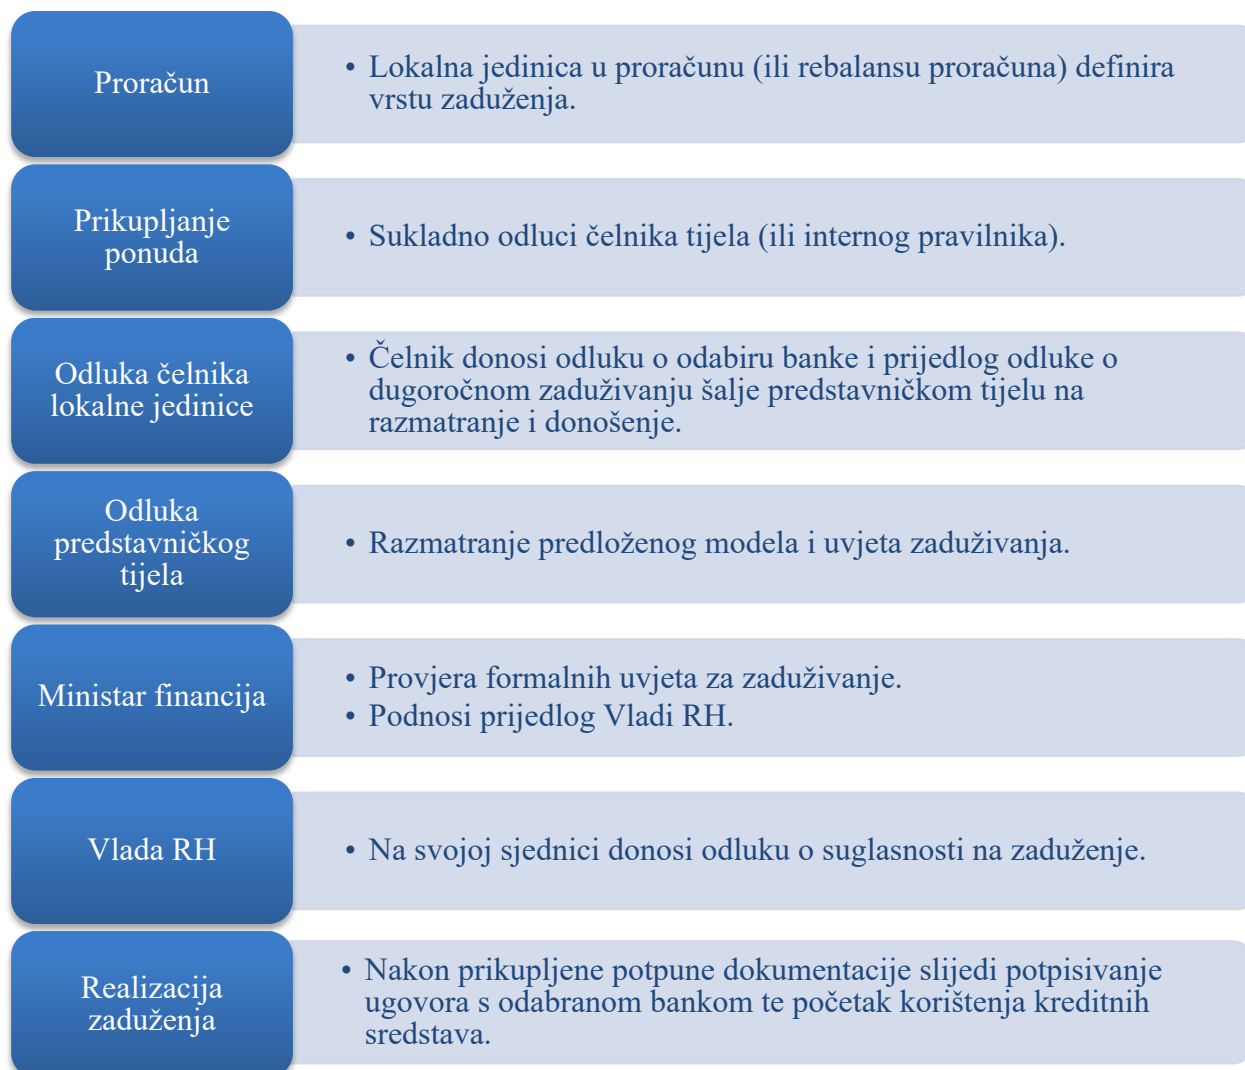 Proračun
• Lokalna jedinica u proračunu (ili rebalansu proračuna) definira
vrstu zaduženja.
Prikupljanje
ponuda
• Sukladno odluci čelnika tijela (ili internog pravilnika).
Odluka čelnika
lokalne jedinice
• Čelnik donosi odluku o odabiru banke i prijedlog odluke o
dugoročnom zaduživanju šalje predstavničkom tijelu na
razmatranje i donošenje.
Odluka
predstavničkog
tijela
• Razmatranje predloženog modela i uvjeta zaduživanja.
Ministar financija
• Provjera formalnih uvjeta za zaduživanje.
• Podnosi prijedlog Vladi RH.
Vlada RH
• Na svojoj sjednici donosi odluku o suglasnosti na zaduženje.
Realizacija
zaduženja
• Nakon prikupljene potpune dokumentacije slijedi potpisivanje
ugovora s odabranom bankom te početak korištenja kreditnih
sredstava.